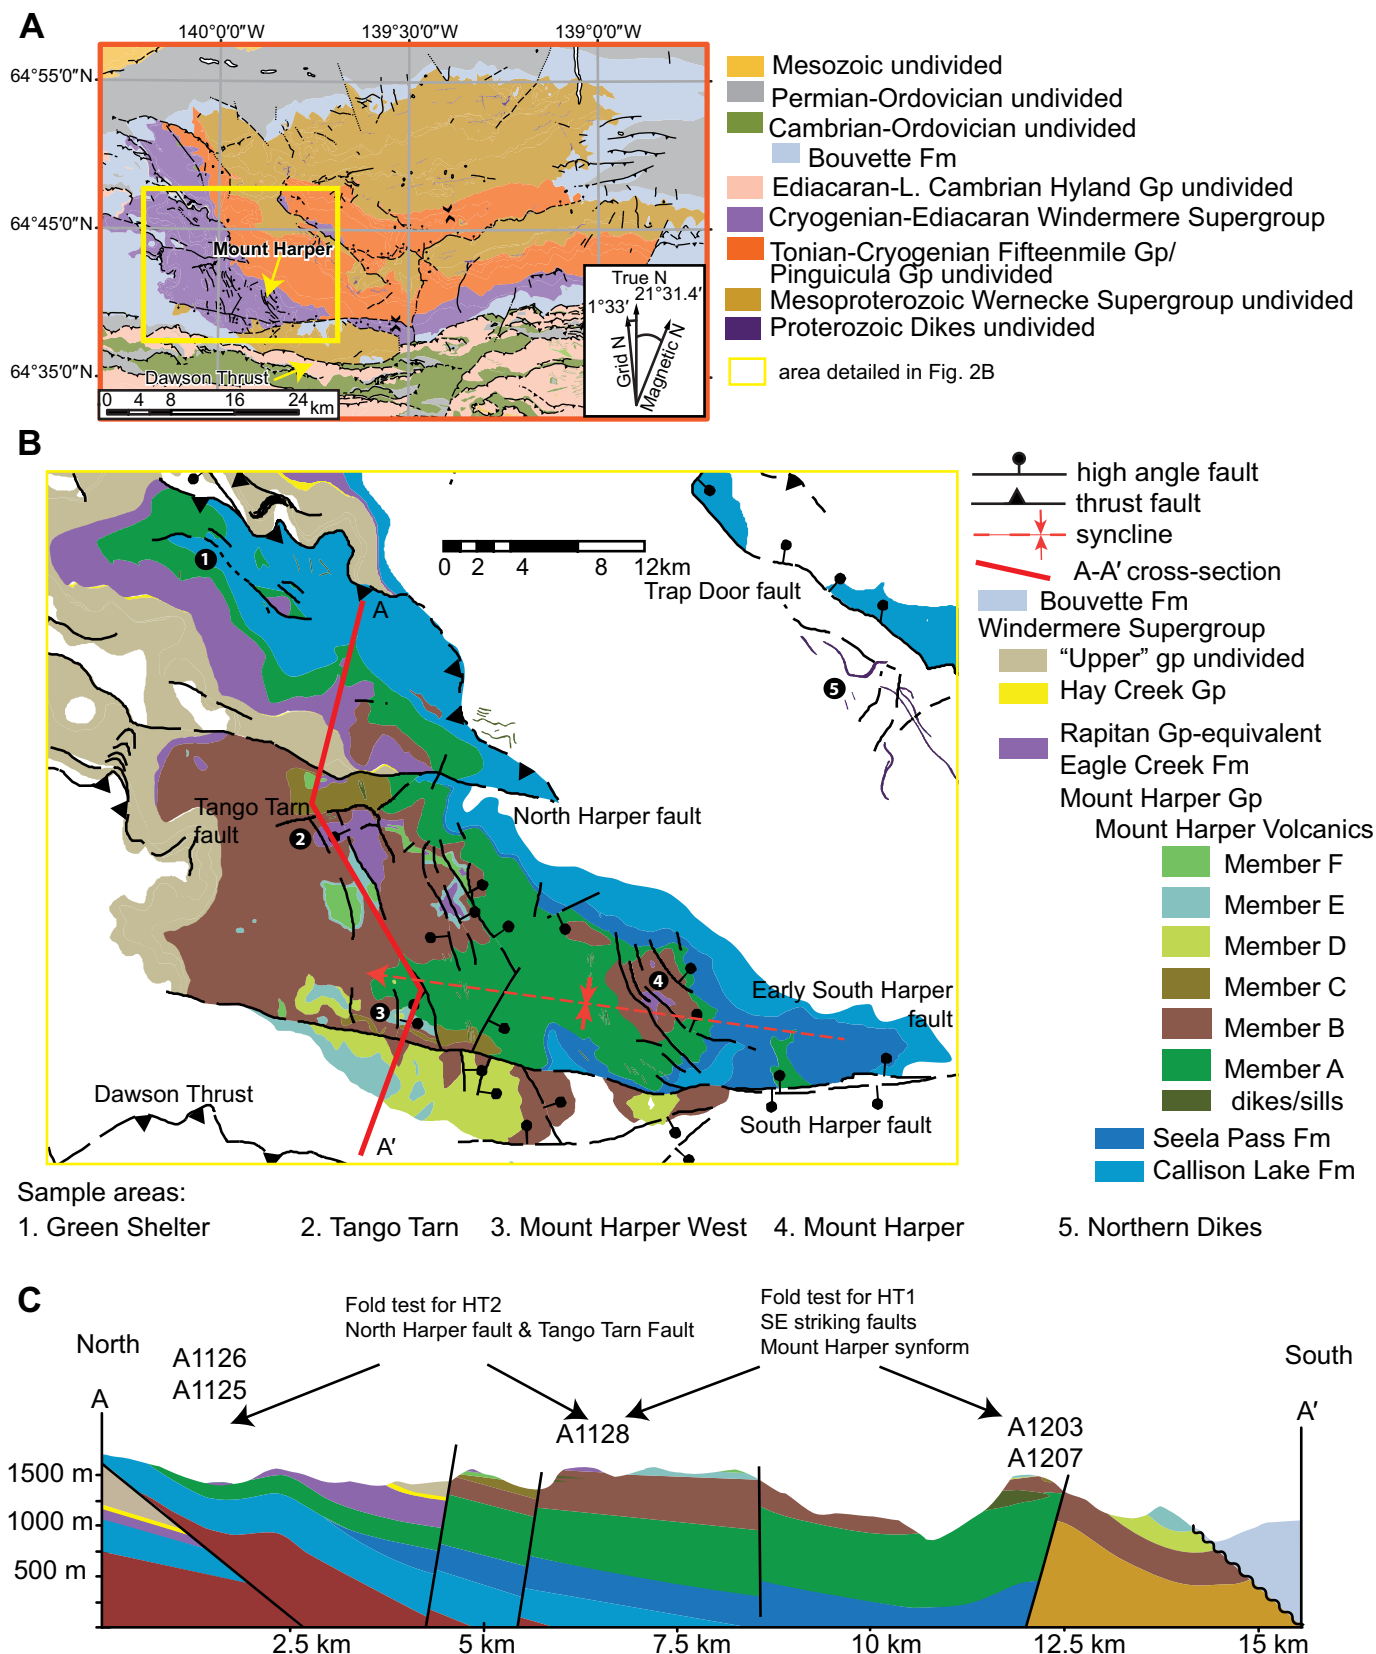 A
140°0′0″W
139°30′0″W
139°0′0″W
64°55′0″N
64°45′0″N
64°35′0″N
Mount Harper
Dawson Thrust
0 4 8 16 24 km
True N
1°33′ 21°31.4′
Grid N
Magnetic N
Mesozoic undivided
Permian-Ordovician undivided
Cambrian-Ordovician undivided
Bouvette Fm
Ediacaran-L. Cambrian Hyland Gp undivided
Cryogenian-Ediacaran Windermere Supergroup
Tonian-Cryogenian Fifteenmile Gp/
Pinguicula Gp undivided
Mesoproterozoic Wernecke Supergroup undivided
Proterozoic Dikes undivided
area detailed in Fig. 2B
B
1
A
0 2 4 8 12km
Trap Door fault
5
North Harper fault
Tango Tarn
fault
2
4
3
Early South Harper
fault
Dawson Thrust
A′
South Harper fault
high angle fault
thrust fault
syncline
A-A′ cross-section
Bouvette Fm
Windermere Supergroup
“Upper” gp undivided
Hay Creek Gp
Rapitan Gp-equivalent
Eagle Creek Fm
Mount Harper Gp
Mount Harper Volcanics
Member F
Member E
Member D
Member C
Member B
Member A
dikes/sills
Seela Pass Fm
Callison Lake Fm
Sample areas:
1. Green Shelter 2. Tango Tarn 3. Mount Harper West 4. Mount Harper 5. Northern Dikes
C
North
A1126
A1125
A
Fold test for HT2
North Harper fault & Tango Tarn Fault
Fold test for HT1
SE striking faults
Mount Harper synform
A1128
A1203
A1207
South
A′
1500 m
1000 m
500 m
2.5 km 5 km 7.5 km 10 km 12.5 km 15 km